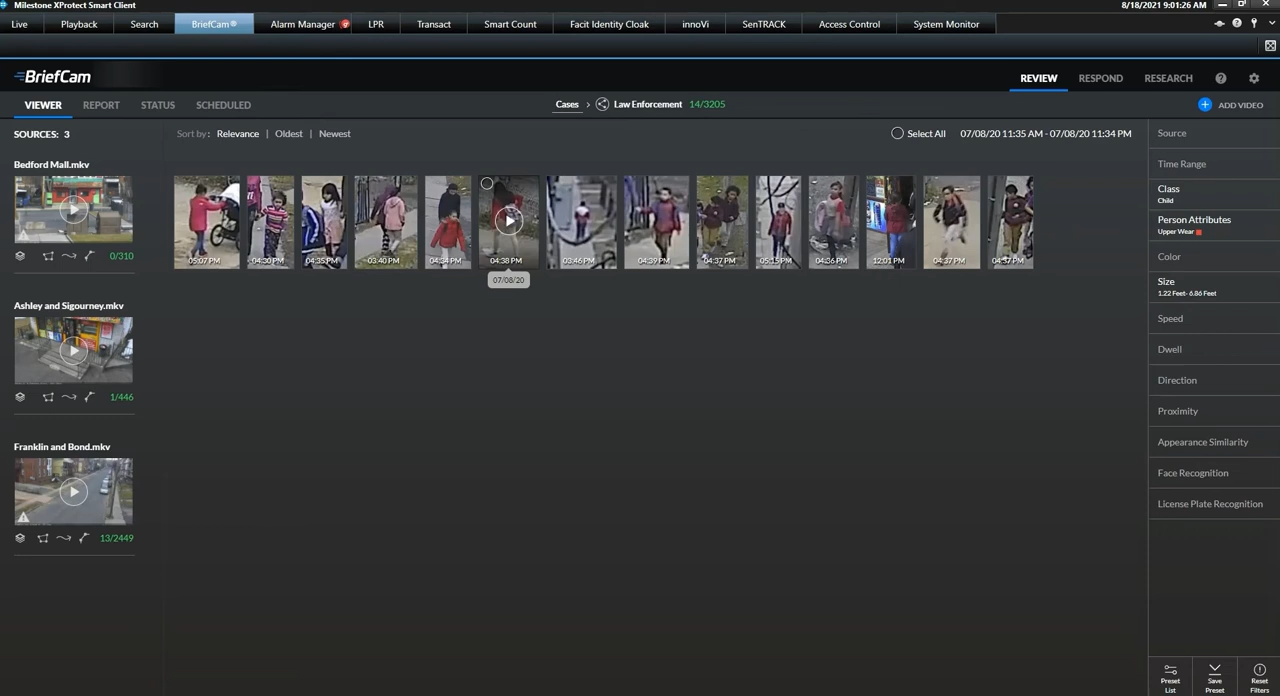 Milestone XProtect Smart Client 8/18/2021 9:01:26 AM
Live Playback Search BriefCam Alarm Manager LPR Transact Smart Count Facit Identity Cloak innoVi SenTRACK Access Control System Monitor
BriefCam REVIEW RESPOND RESEARCH
VIEWER REPORT STATUS SCHEDULED Cases > Law Enforcement 14/3205 ADD VIDEO
SOURCES: 3 Sort by: Relevance | Oldest | Newest Select All 07/08/20 11:35 AM - 07/08/20 11:34 PM
Bedford Mall.mkv
05:07 PM 04:30 PM 04:35 PM 03:40 PM 04:34 PM 04:38 PM 03:46 PM 04:39 PM 04:37 PM 05:15 PM 04:36 PM 12:01 PM 04:37 PM 04:37 PM
0/310
07/08/20
Ashley and Sigourney.mkv
1/446
Franklin and Bond.mkv
13/2449
Source
Time Range
Class
Child
Person Attributes
Upper Wear
Color
Size
1.22 Feet- 6.86 Feet
Speed
Dwell
Direction
Proximity
Appearance Similarity
Face Recognition
License Plate Recognition
Preset List
Save Preset
Reset Filters